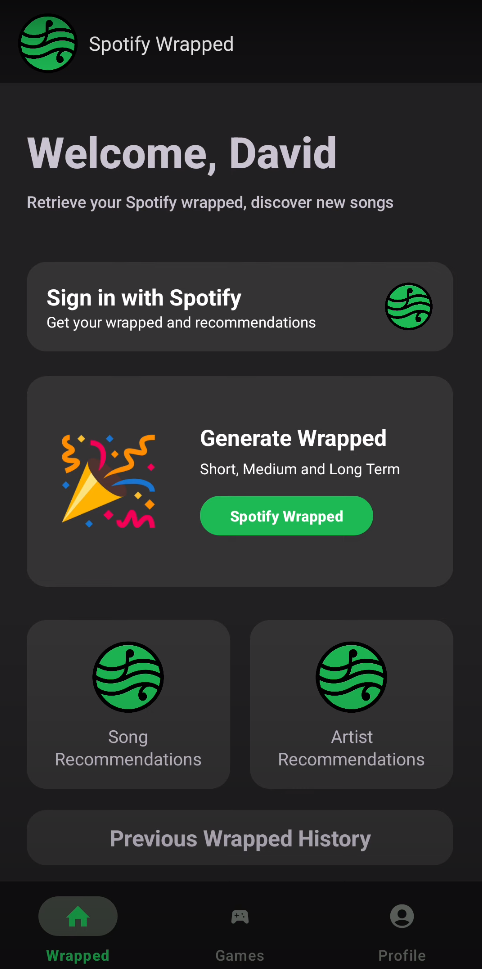 Spotify Wrapped
Welcome, David
Retrieve your Spotify wrapped, discover new songs
Sign in with Spotify
Get your wrapped and recommendations
Generate Wrapped
Short, Medium and Long Term
Spotify Wrapped
Song
Recommendations
Artist
Recommendations
Previous Wrapped History
Wrapped
Games
Profile